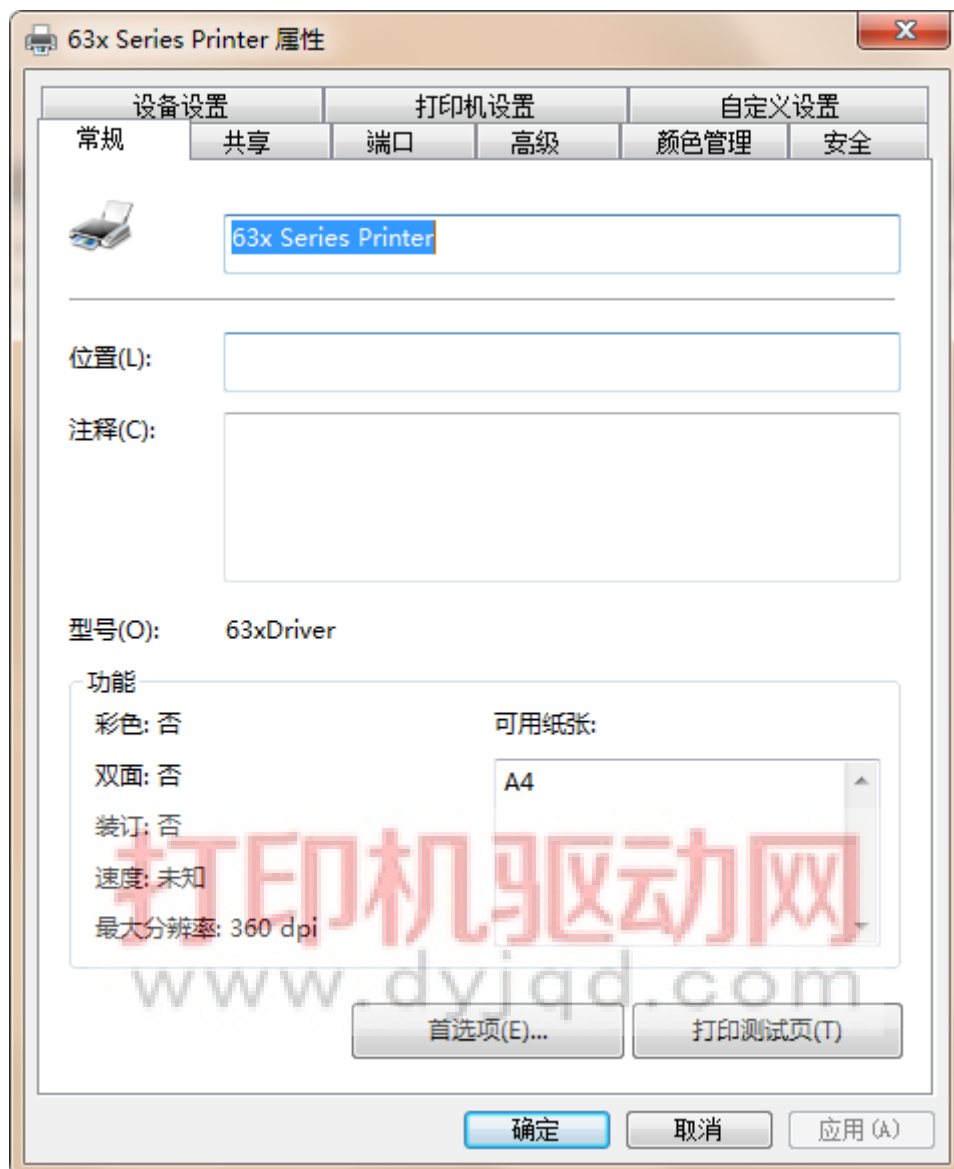 63x Series Printer 属性
设备设置 打印机设置 自定义设置
常规 共享 端口 高级 颜色管理 安全
63x Series Printer
位置(L):
注释(C):
型号(O): 63xDriver
功能
彩色: 否 可用纸张:
双面: 否 A4
装订: 否
速度: 未知
最大分辨率: 360 dpi
打印机驱动网
www.dyjqd.com
首选项(E)... 打印测试页(T)
确定 取消 应用(A)